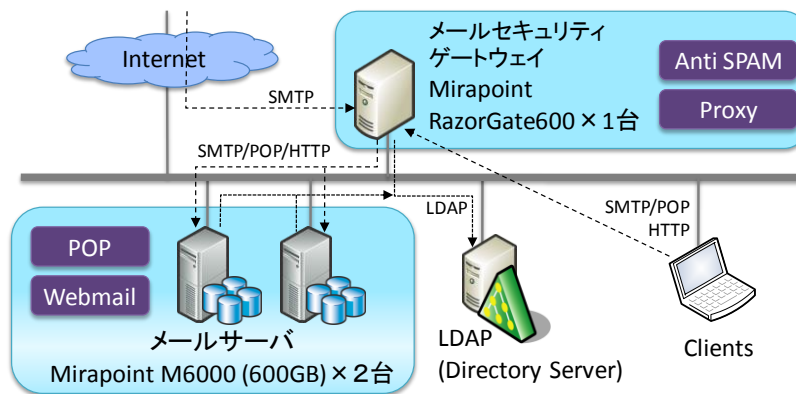 Internet
SMTP
メールセキュリティ
ゲートウェイ
Mirapoint
RazorGate600×1台
Anti SPAM
Proxy
SMTP/POP/HTTP
LDAP
SMTP/POP
HTTP
POP
Webmail
メールサーバ
Mirapoint M6000 (600GB)×2台
LDAP
(Directory Server)
Clients